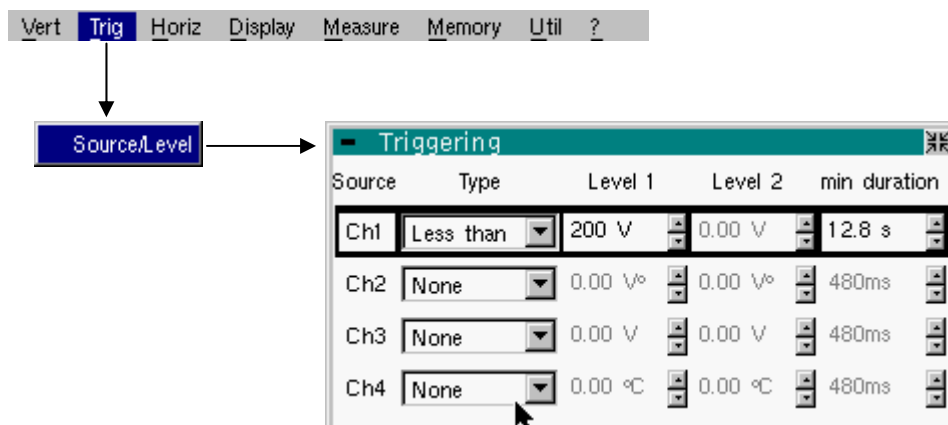 Vert Trig Horiz Display Measure Memory Util ?
Source/Level
Triggering
Source Type Level 1 Level 2 min duration
Ch1 Less than 200 V 0.00 V 12.8 s
Ch2 None 0.00 V° 0.00 V° 480ms
Ch3 None 0.00 V 0.00 V 480ms
Ch4 None 0.00 °C 0.00 °C 480ms